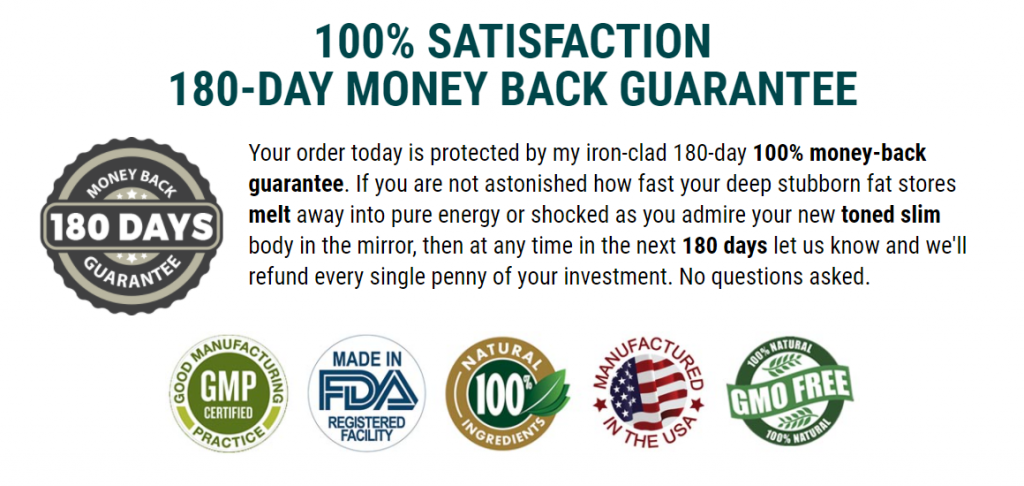 100% SATISFACTION
180-DAY MONEY BACK GUARANTEE
MONEY BACK
180 DAYS
GUARANTEE
Your order today is protected by my iron-clad 180-day 100% money-back
guarantee. If you are not astonished how fast your deep stubborn fat stores
melt away into pure energy or shocked as you admire your new toned slim
body in the mirror, then at any time in the next 180 days let us know and we'll
refund every single penny of your investment. No questions asked.
GOOD MANUFACTURING
GMP
CERTIFIED
PRACTICE
MADE IN
FDA
REGISTERED
FACILITY
NATURAL
100%
INGREDIENTS
MANUFACTURED
IN THE USA
100% NATURAL
GMO FREE
100% NATURAL